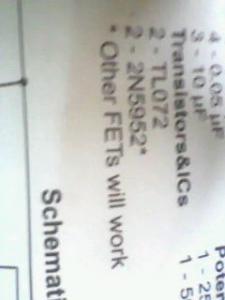 4 - 0.05 µF
3 - 10 µF
Transistors&ICs
2 - TL072
2 - 2N5952*
* Other FETs will work
Poten
1 - 25
1 - 5
Schemati